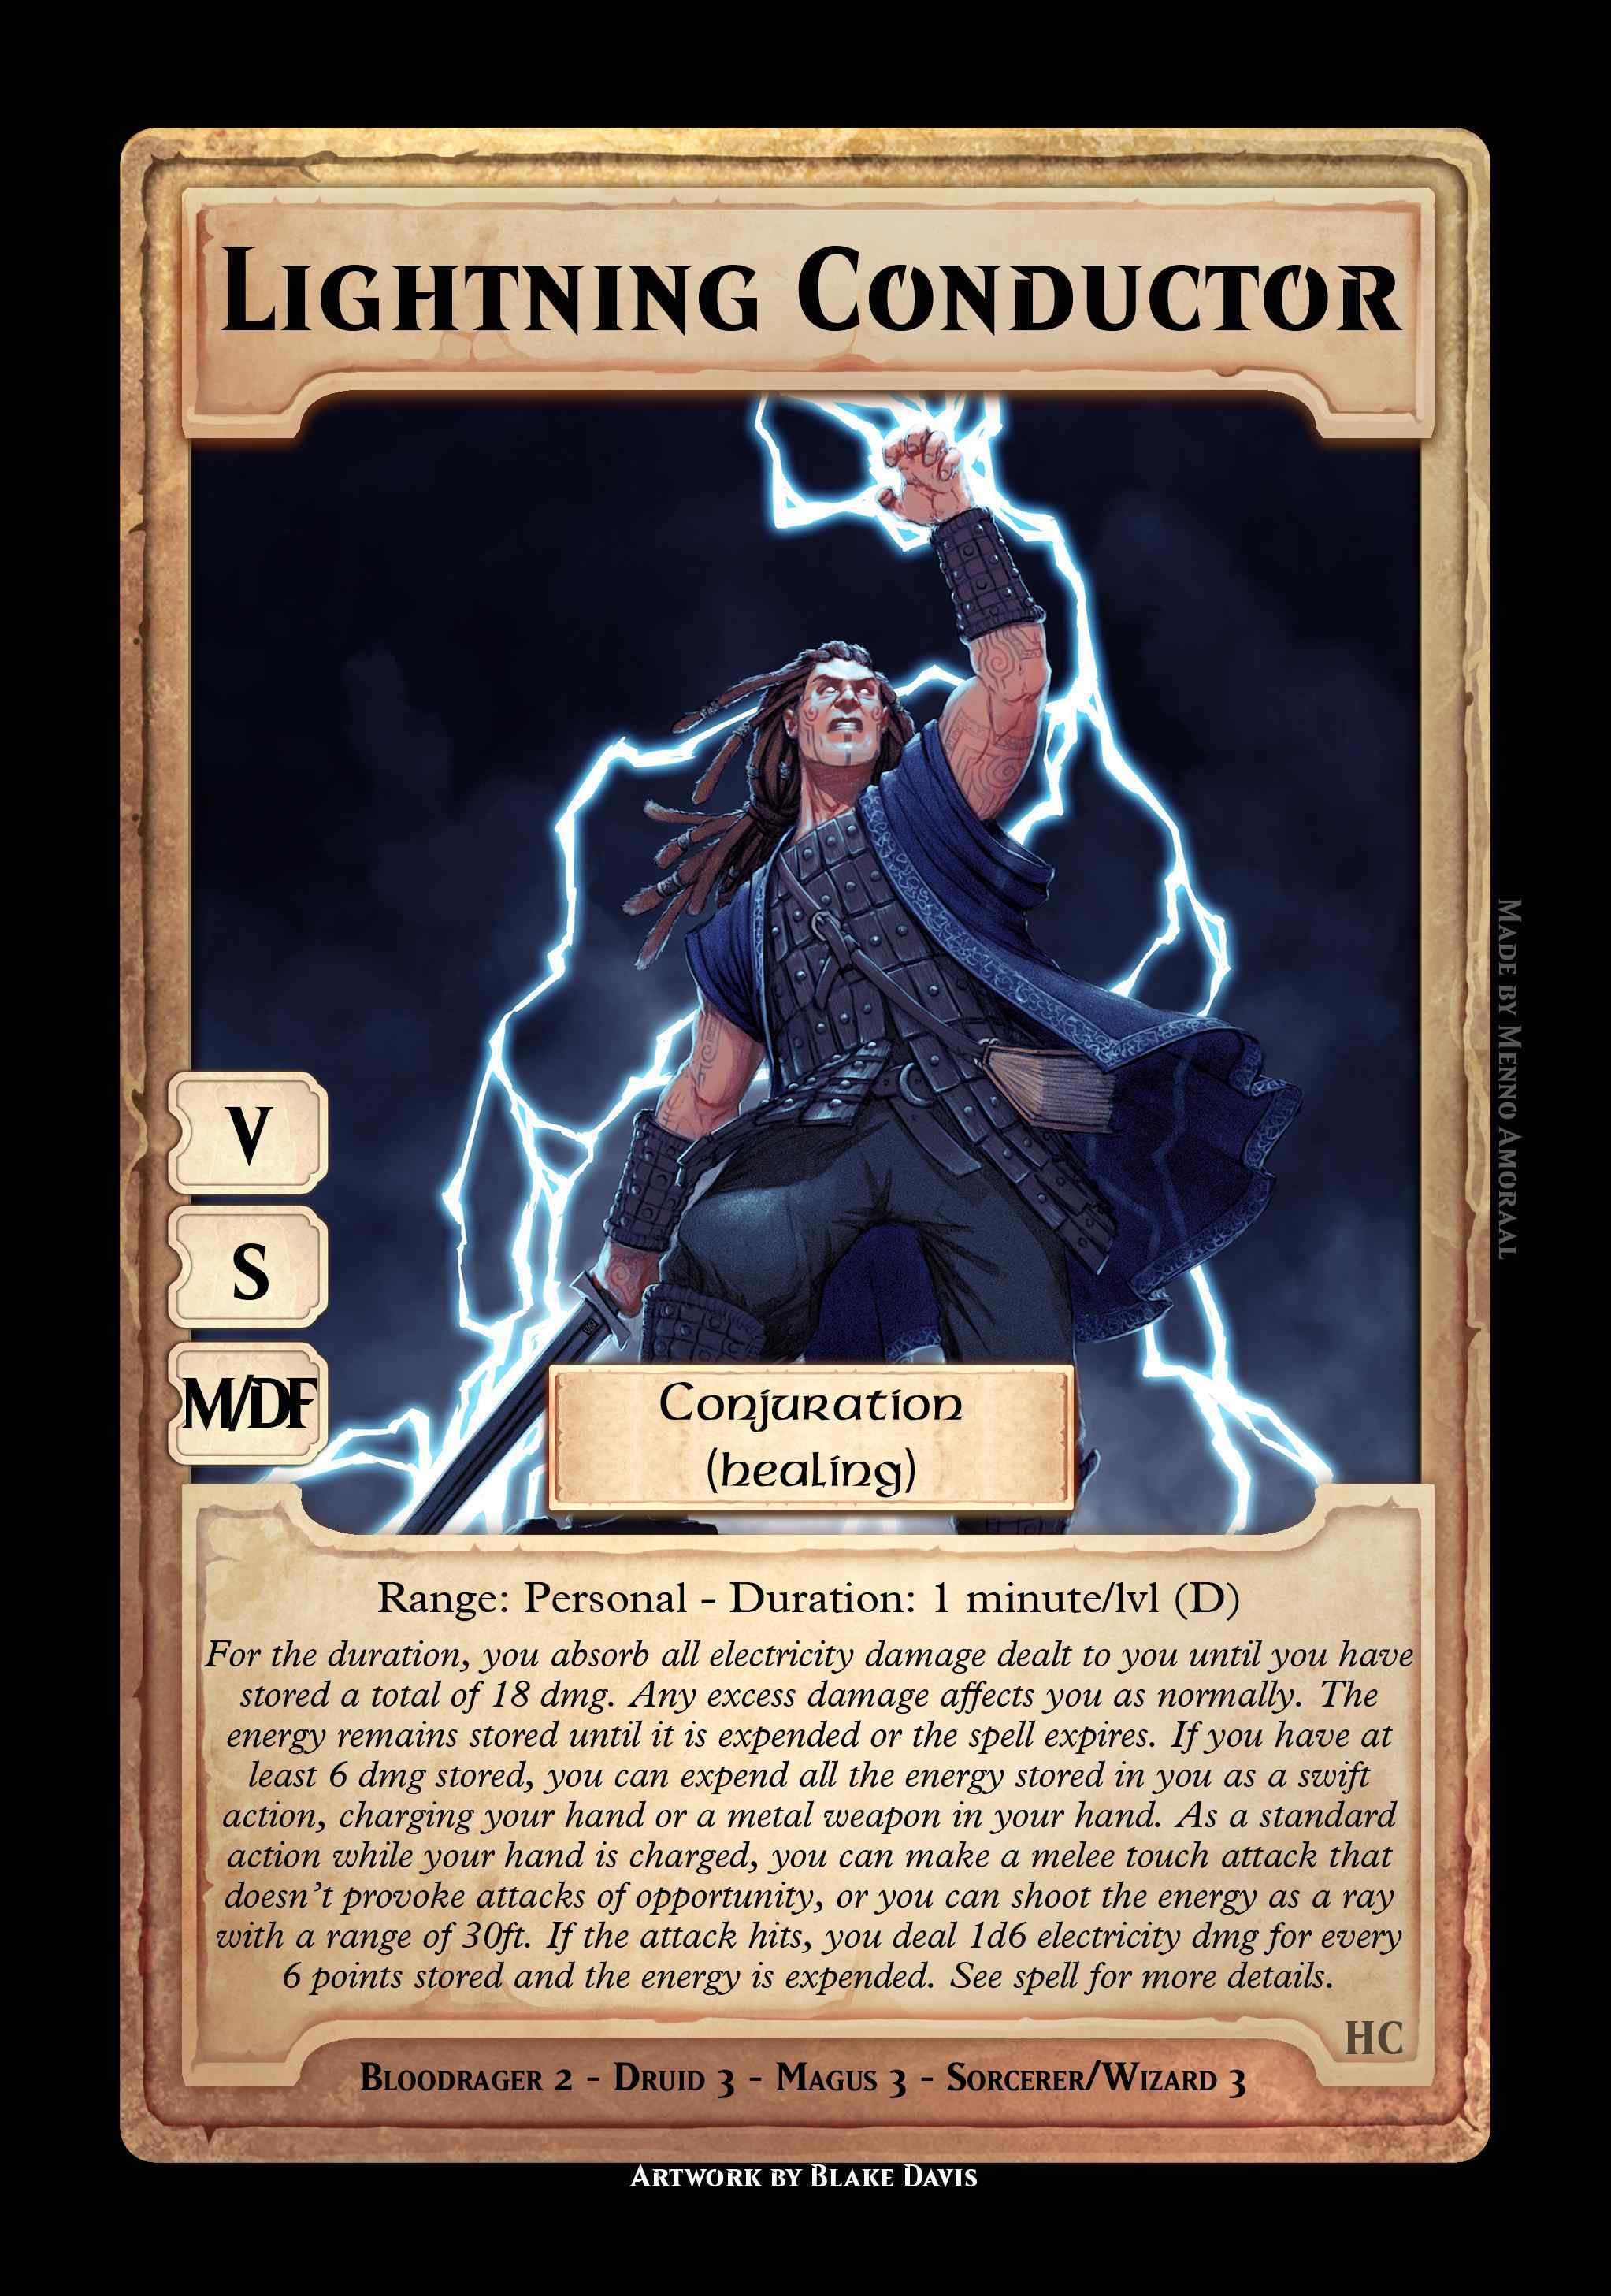 Lightning Conductor
V
S
M/DF
Conjuration
(healing)
Range: Personal - Duration: 1 minute/lvl (D)
For the duration, you absorb all electricity damage dealt to you until you have
stored a total of 18 dmg. Any excess damage affects you as normally. The
energy remains stored until it is expended or the spell expires. If you have at
least 6 dmg stored, you can expend all the energy stored in you as a swift
action, charging your hand or a metal weapon in your hand. As a standard
action while your hand is charged, you can make a melee touch attack that
doesn't provoke attacks of opportunity, or you can shoot the energy as a ray
with a range of 30ft. If the attack hits, you deal 1d6 electricity dmg for every
6 points stored and the energy is expended. See spell for more details.
HC
Bloodrager 2 - Druid 3 - Magus 3 - Sorcerer/Wizard 3
Artwork by Blake Davis
Made by Menno Amoraal